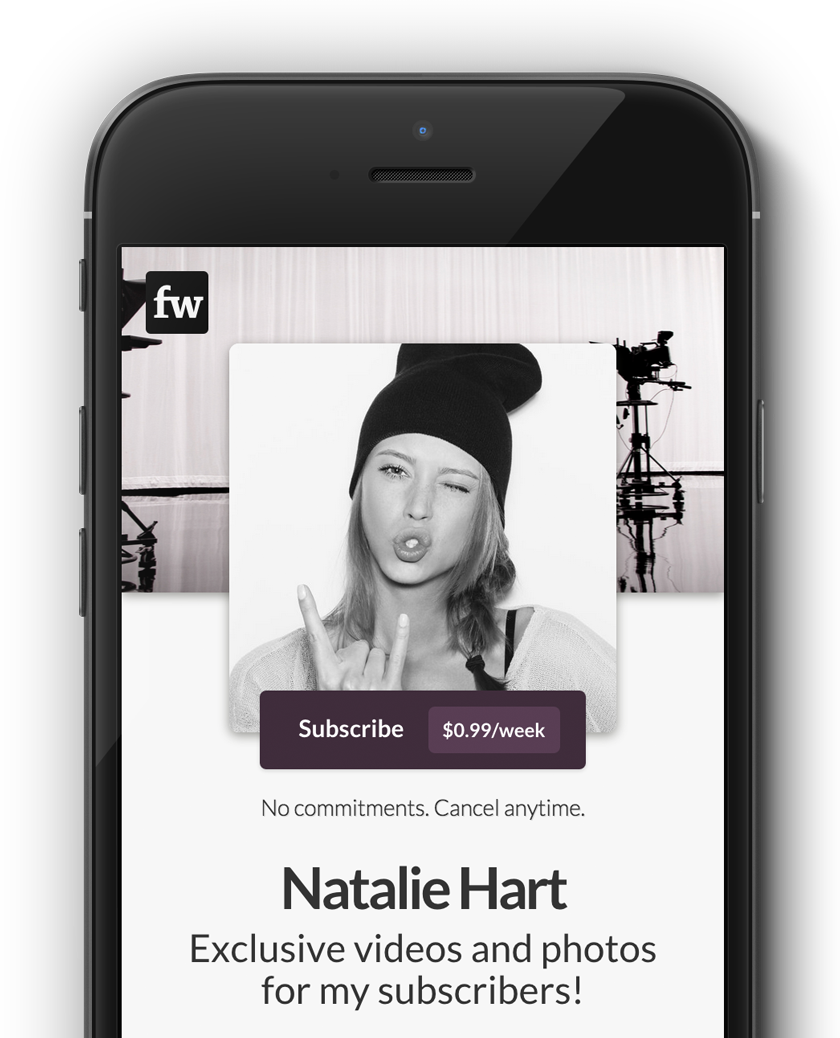 fw
Subscribe $0.99/week
No commitments. Cancel anytime.
Natalie Hart
Exclusive videos and photos
for my subscribers!